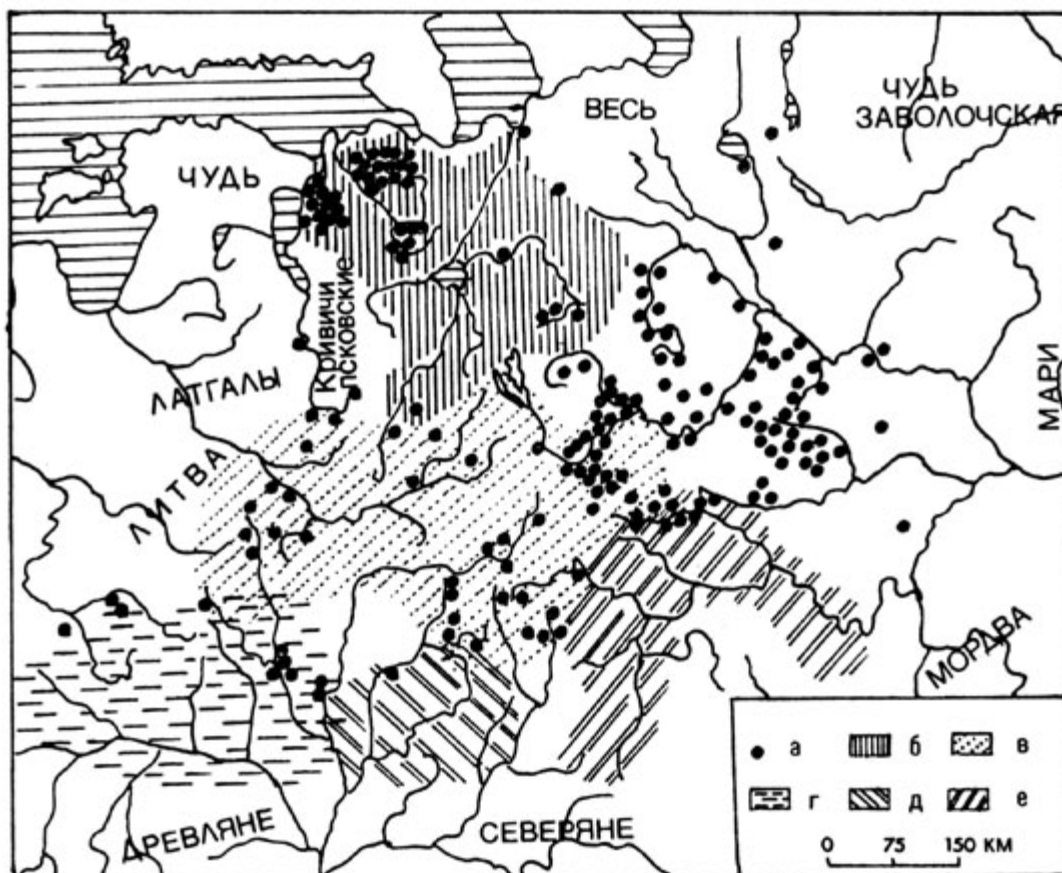 ВЕСЬ
ЧУДЬ
ЗАВОЛОЧСКАЯ
ЧУДЬ
Кривичи
псковские
ЛАТГАЛЫ
МАРИ
ЛИТВА
МОРДВА
ДРЕВЛЯНЕ
СЕВЕРЯНЕ
а б в
г д е
0 75 150 КМ